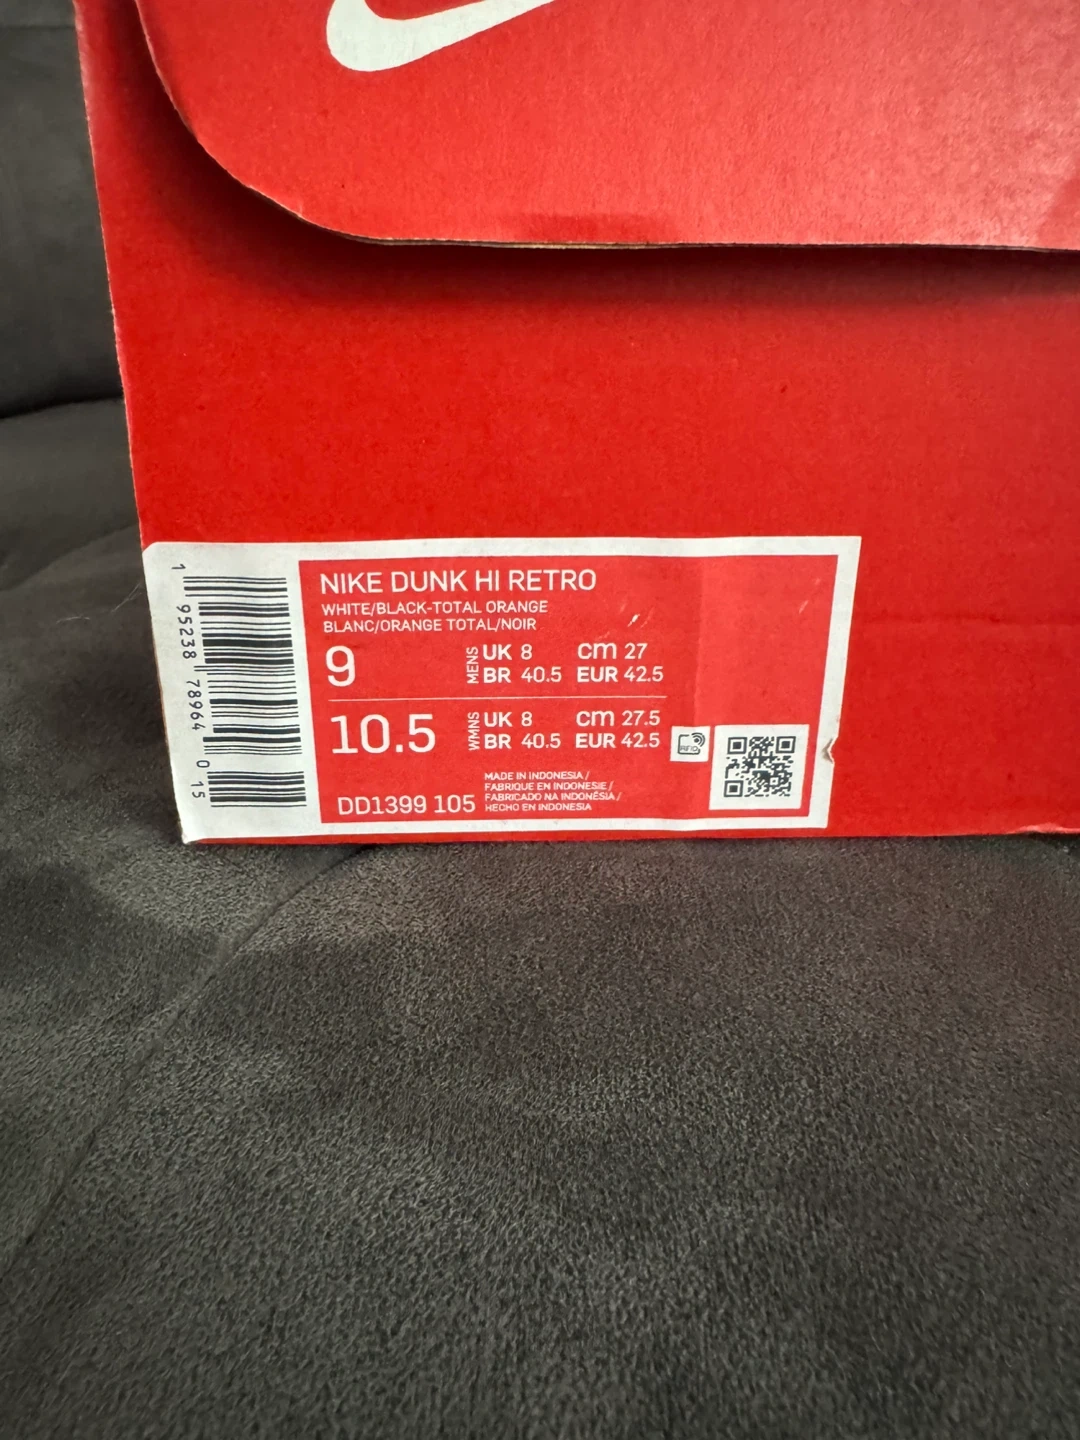 NIKE DUNK HI RETRO
WHITE/BLACK-TOTAL ORANGE
BLANC/ORANGE TOTAL/NOIR
9 MENS UK 8 cm 27
BR 40.5 EUR 42.5
10.5 WMNS UK 8 cm 27.5
BR 40.5 EUR 42.5
RFID
DD1399 105
MADE IN INDONESIA /
FABRIQUE EN INDONESIE /
FABRICADO NA INDONÉSIA /
HECHO EN INDONESIA
1 95238 78964 0 15